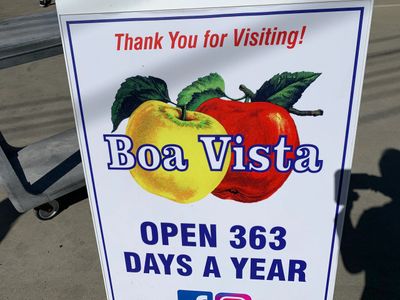 Thank You for Visiting!
Boa Vista
OPEN 363
DAYS A YEAR